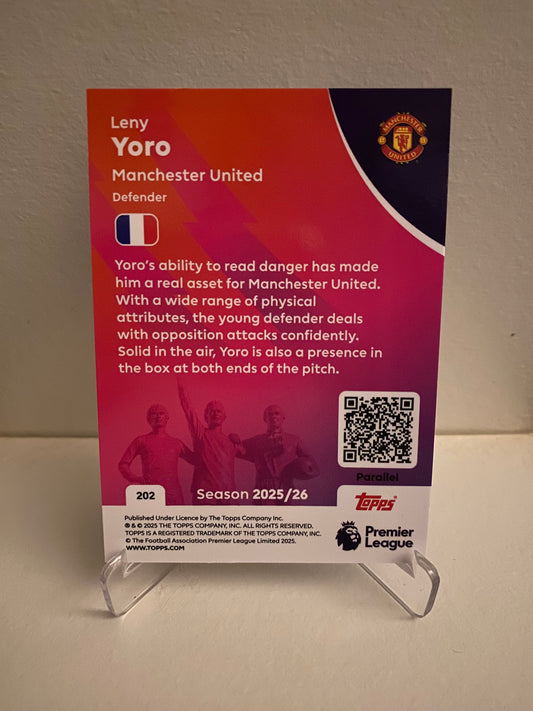 Leny
Yoro
Manchester United
Defender
MANCHESTER
UNITED
Yoro's ability to read danger has made
him a real asset for Manchester United.
With a wide range of physical
attributes, the young defender deals
with opposition attacks confidently.
Solid in the air, Yoro is also a presence in
the box at both ends of the pitch.
Parallel
202
Season 2025/26
topps
Published Under Licence by The Topps Company Inc.
® & © 2025 THE TOPPS COMPANY, INC. ALL RIGHTS RESERVED.
TOPPS IS A REGISTERED TRADEMARK OF THE TOPPS COMPANY, INC.
© The Football Association Premier League Limited 2025.
WWW.TOPPS.COM
Premier
League